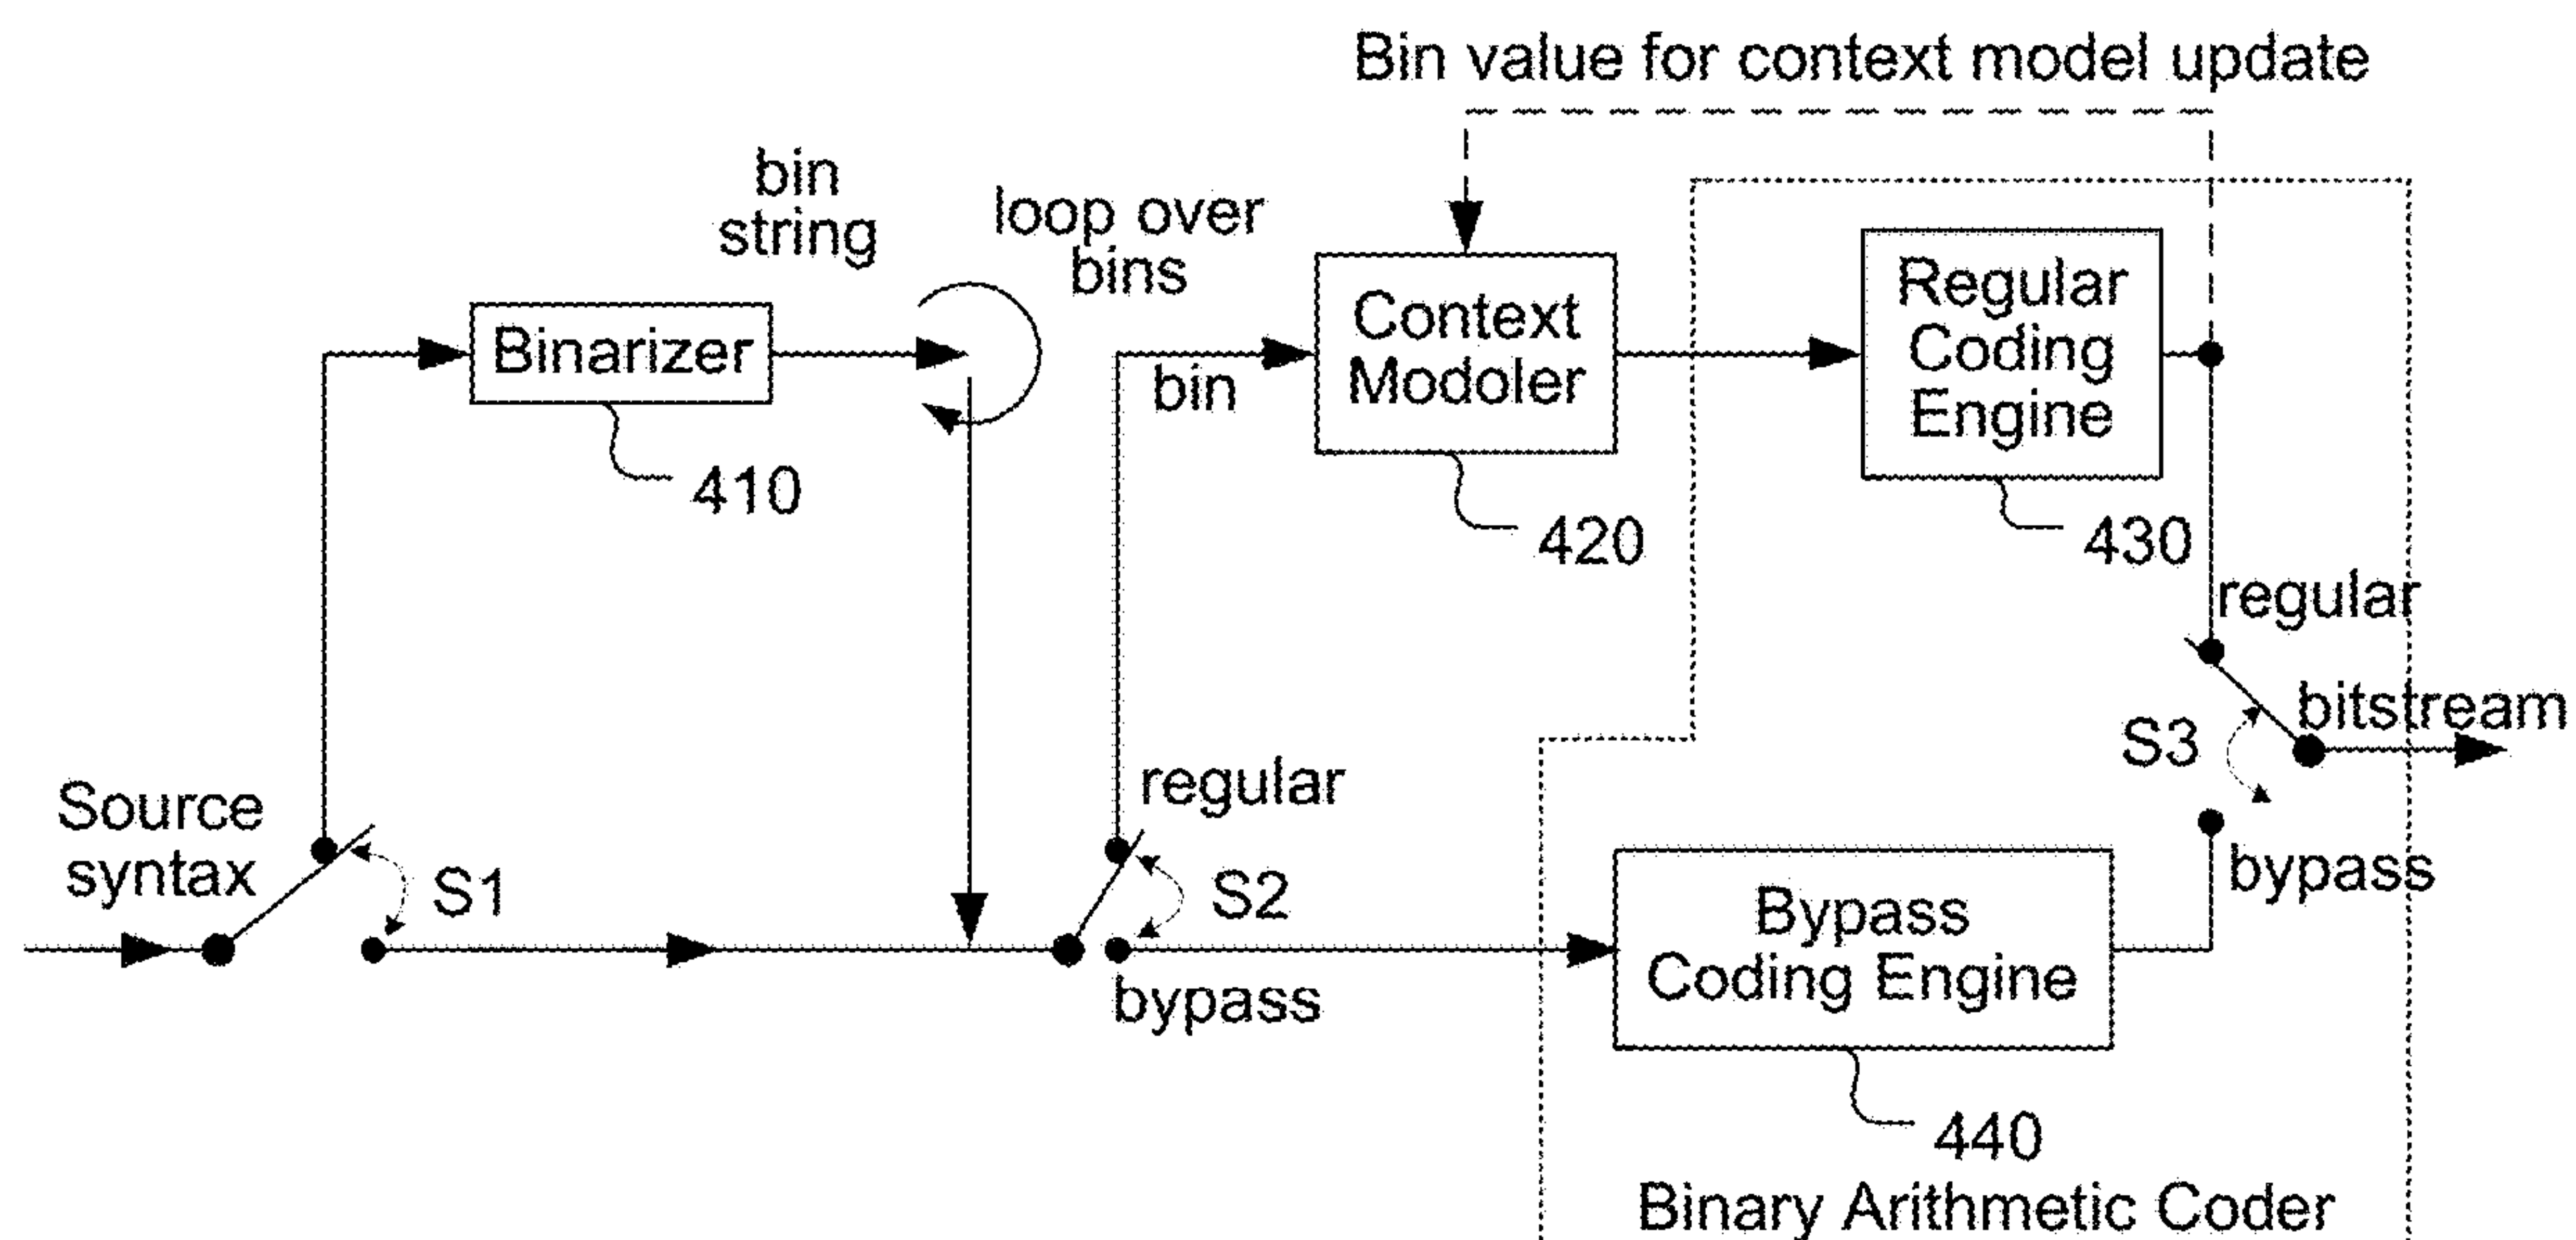 Bin value for context model update
bin
string
loop over
bins
Binarizer
410
bin
Context
Modoler
420
Regular
Coding
Engine
430
regular
bitstream
S3
bypass
Source
syntax
S1
regular
S2
bypass
Bypass
Coding Engine
440
Binary Arithmetic Coder